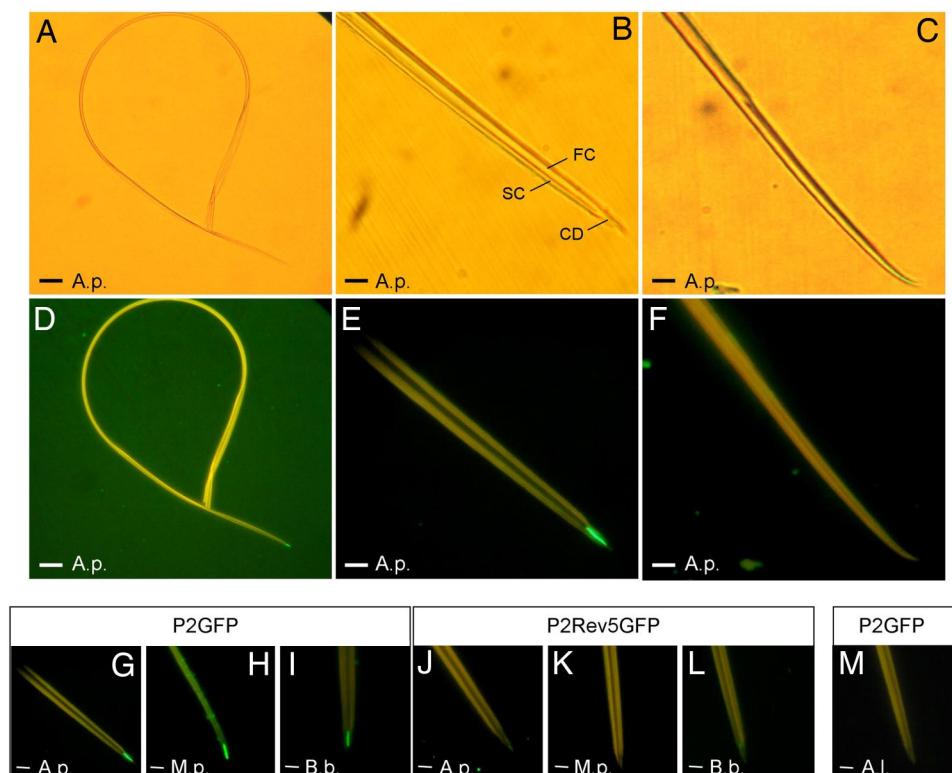 A
B
C
FC
SC
CD
A.p.
A.p.
A.p.
D
E
F
A.p.
A.p.
A.p.
P2GFP
P2Rev5GFP
P2GFP
G
H
I
J
K
L
M
A.p.
M.p.
B.b.
A.p.
M.p.
B.b.
A.l.